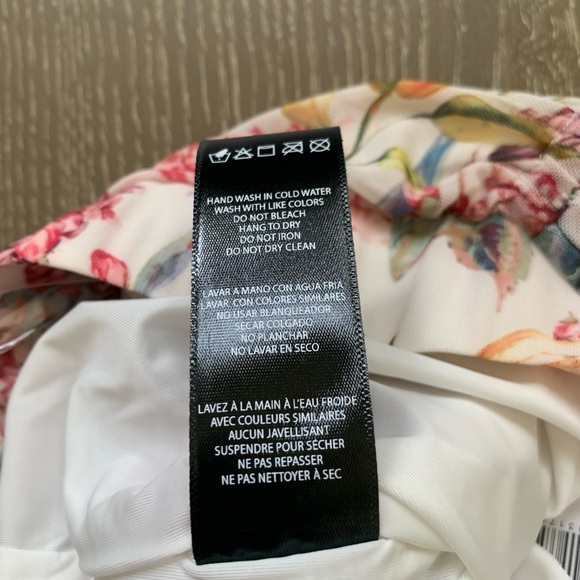 HAND WASH IN COLD WATER
WASH WITH LIKE COLORS
DO NOT BLEACH
HANG TO DRY
DO NOT IRON
DO NOT DRY CLEAN
LAVAR A MANO CON AGUA FRIA
LAVAR, CON COLORES SIMILARES
NO USAR BLANQUEADOR
SECAR COLGADO
NO PLANCHAR
NO LAVAR EN SECO
LAVEZ À LA MAIN À L'EAU FROIDE
AVEC COULEURS SIMILAIRES
AUCUN JAVELLISANT
SUSPENDRE POUR SÉCHER
NE PAS REPASSER
NE PAS NETTOYER À SEC